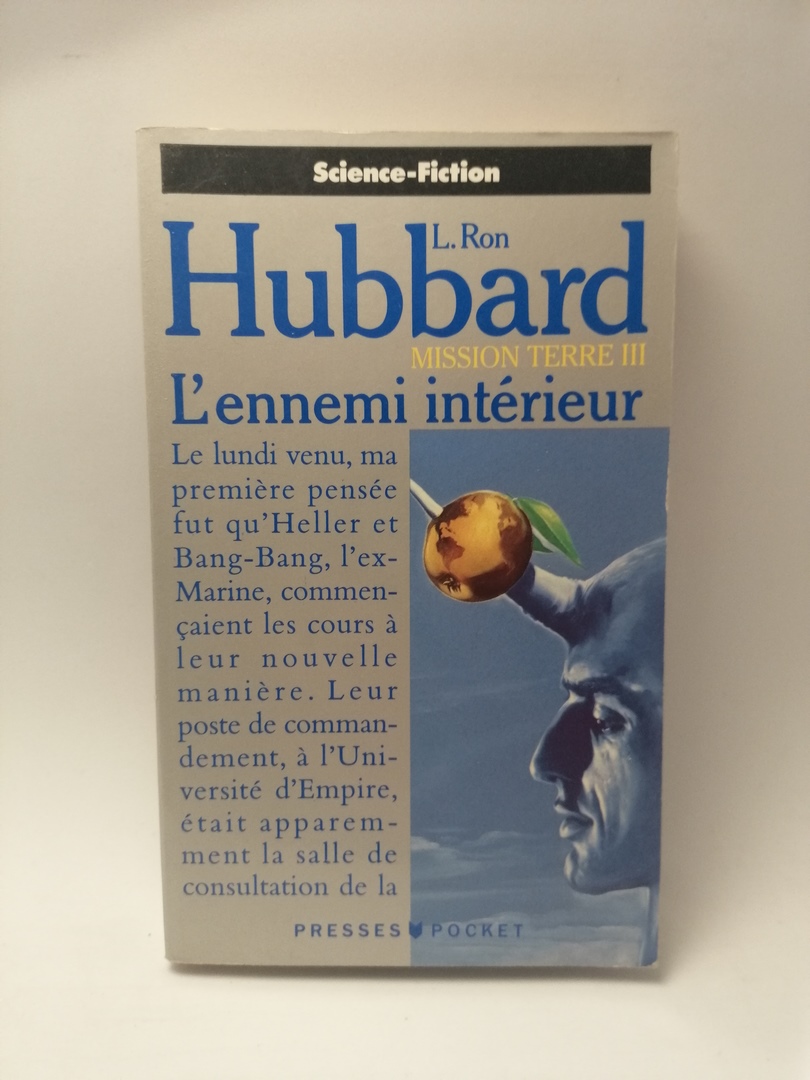 Science-Fiction
L. Ron
Hubbard
MISSION TERRE III
L'ennemi intérieur
Le lundi venu, ma
première pensée
fut qu'Heller et
Bang-Bang, l'ex-
Marine, commen-
çaient les cours à
leur nouvelle
manière. Leur
poste de comman-
dement, à l'Uni-
versité d'Empire,
était apparem-
ment la salle de
consultation de la
PRESSES POCKET